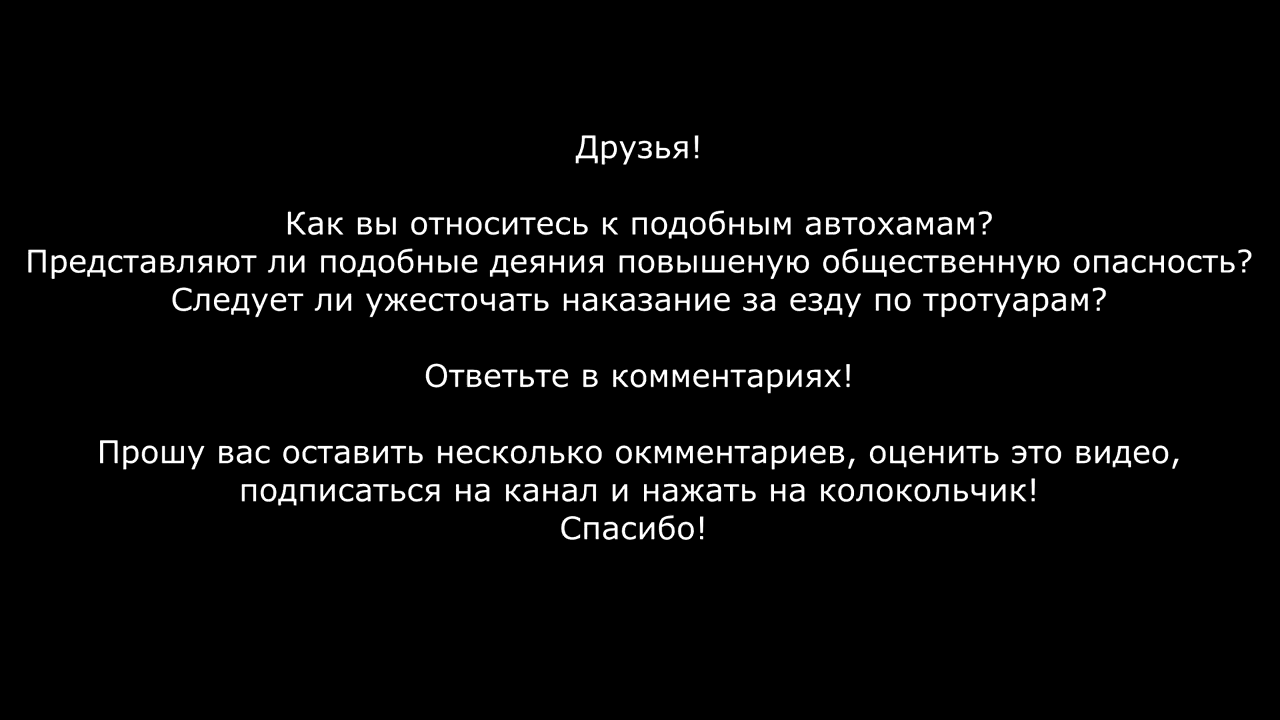 Друзья!
Как вы относитесь к подобным автохамам?
Представляют ли подобные деяния повышеную общественную опасность?
Следует ли ужесточать наказание за езду по тротуарам?
Ответьте в комментариях!
Прошу вас оставить несколько окмментариев, оценить это видео,
подписаться на канал и нажать на колокольчик!
Спасибо!